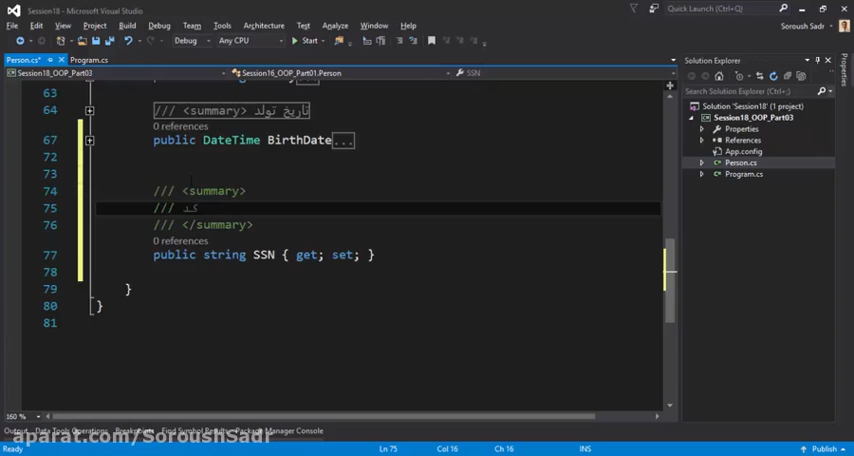 Session18 - Microsoft Visual Studio
Quick Launch (Ctrl+Q)
File Edit View Project Build Debug Team Tools Architecture Test Analyze Window Help
Soroush Sadr
Debug Any CPU Start
Person.cs* Program.cs
Session18_OOP_Part03 Session16_OOP_Part01.Person SSN
63
64 /// <summary> تاریخ تولد
0 references
67 public DateTime BirthDate...
72
73
74 /// <summary>
75 /// کد
76 /// </summary>
0 references
77 public string SSN { get; set; }
78
79 }
80 }
81
160 %
Solution Explorer
Search Solution Explorer (Ctrl+;)
Solution 'Session18' (1 project)
Session18_OOP_Part03
Properties
References
App.config
Person.cs
Program.cs
Properties
Output Data Tools Operations Breakpoints Find Symbol Results Package Manager Console
aparat.com/SoroushSadr
Ready Ln 75 Col 16 Ch 16 INS Publish